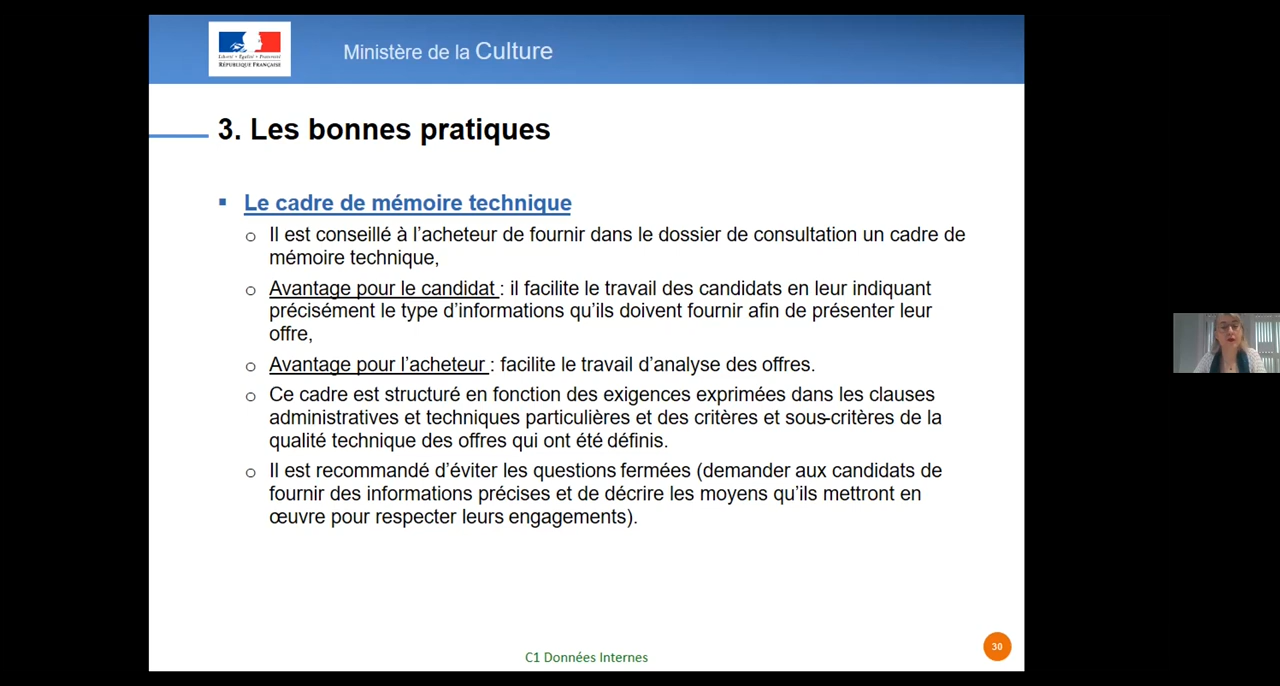 Liberté • Égalité • Fraternité
RÉPUBLIQUE FRANÇAISE
Ministère de la Culture
3. Les bonnes pratiques
▪ Le cadre de mémoire technique
o Il est conseillé à l’acheteur de fournir dans le dossier de consultation un cadre de
mémoire technique,
o Avantage pour le candidat : il facilite le travail des candidats en leur indiquant
précisément le type d’informations qu’ils doivent fournir afin de présenter leur
offre,
o Avantage pour l’acheteur : facilite le travail d’analyse des offres.
o Ce cadre est structuré en fonction des exigences exprimées dans les clauses
administratives et techniques particulières et des critères et sous-critères de la
qualité technique des offres qui ont été définis.
o Il est recommandé d’éviter les questions fermées (demander aux candidats de
fournir des informations précises et de décrire les moyens qu’ils mettront en
œuvre pour respecter leurs engagements).
C1 Données Internes
30